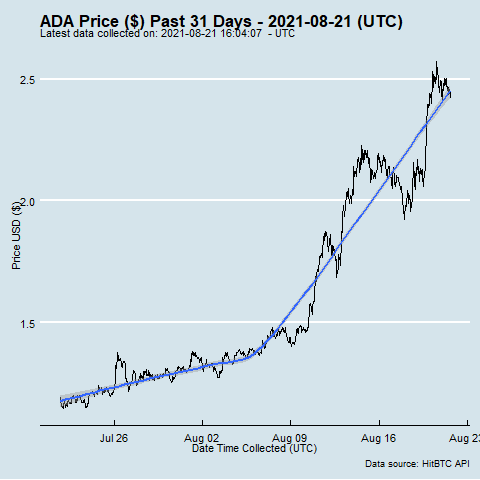 ADA Price ($) Past 31 Days - 2021-08-21 (UTC)
Latest data collected on: 2021-08-21 16:04:07  - UTC
2.5
2.0
Price USD ($)
1.5
Jul 26 Aug 02 Aug 09 Aug 16 Aug 23
Date Time Collected (UTC)
Data source: HitBTC API